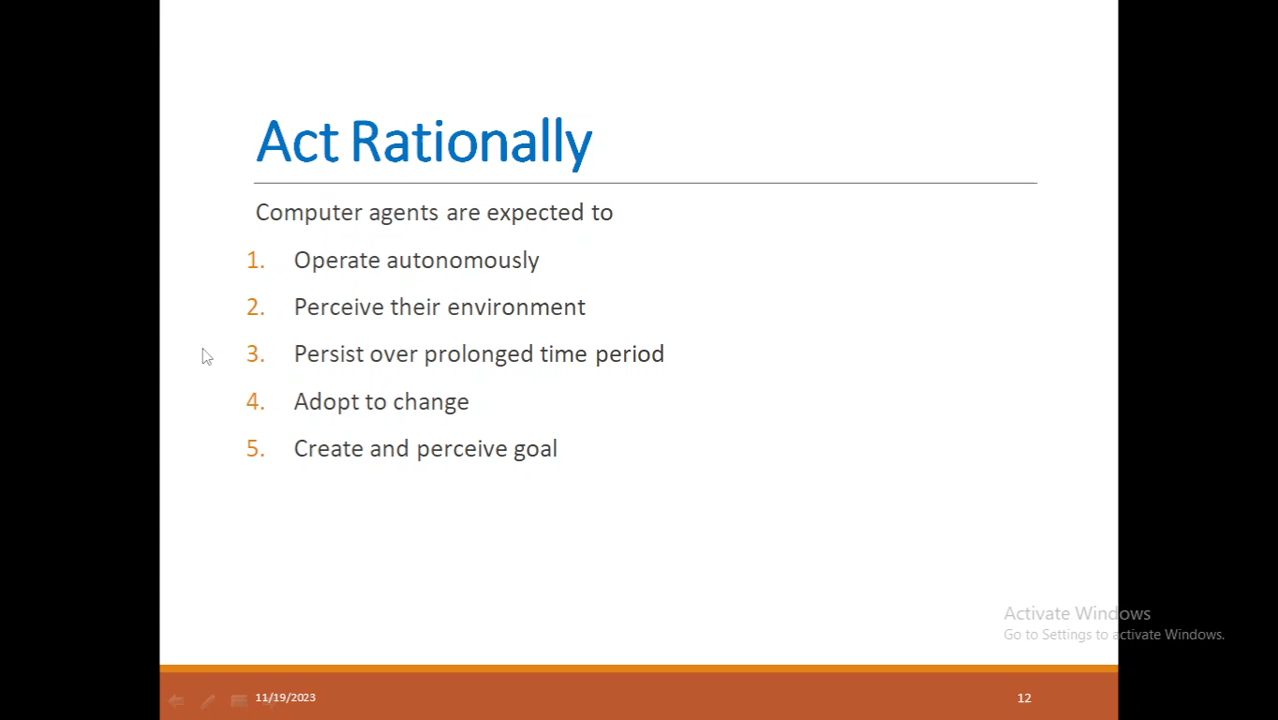 Act Rationally
Computer agents are expected to
1. Operate autonomously
2. Perceive their environment
3. Persist over prolonged time period
4. Adopt to change
5. Create and perceive goal
Activate Windows
Go to Settings to activate Windows.
11/19/2023
12